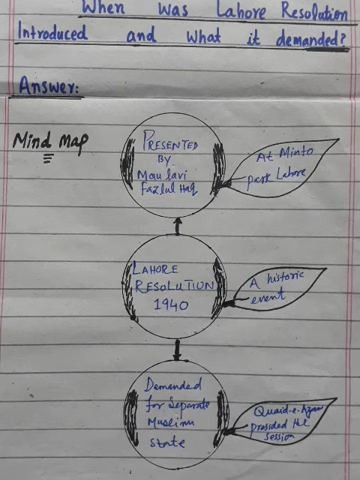 When was Lahore Resolution
Introduced and what it demanded?
Answer:
Mind Map
PRESENTED
BY
Maulavi
Fazlul Haq
At Minto
park Lahore
LAHORE
RESOLUTION
1940
A historic
event
Demanded
for Separate
Muslim
state
Quaid-e-Azam
presided the
session